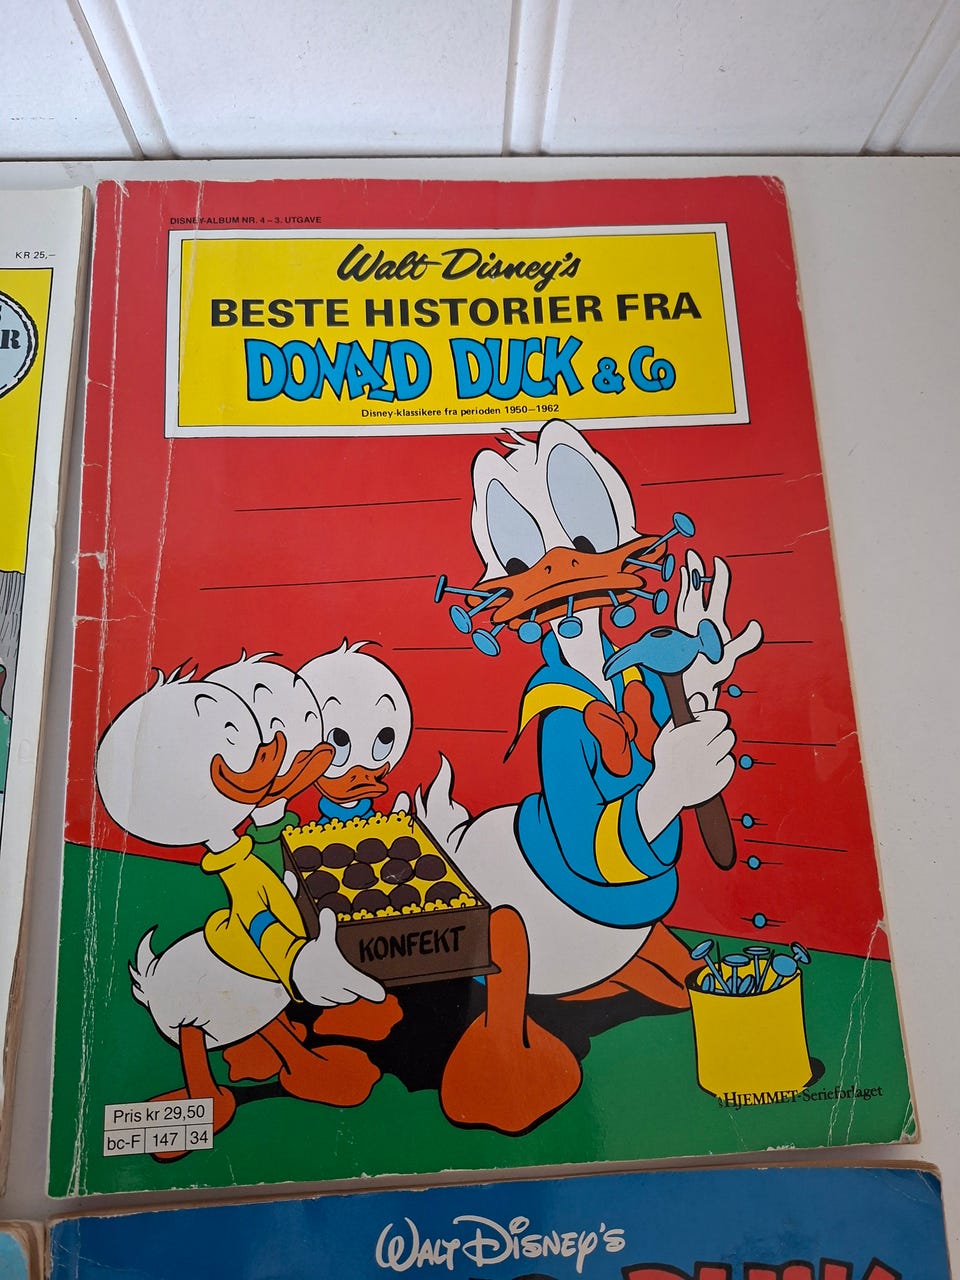 KR 25,-
R
DISNEY-ALBUM NR. 4 – 3. UTGAVE
Walt Disney's
BESTE HISTORIER FRA
DONALD DUCK & Co
Disney-klassikere fra perioden 1950–1962
KONFEKT
HJEMMET-Serieforlaget
Pris kr 29,50
bc-F 147 34
WALT DISNEY'S